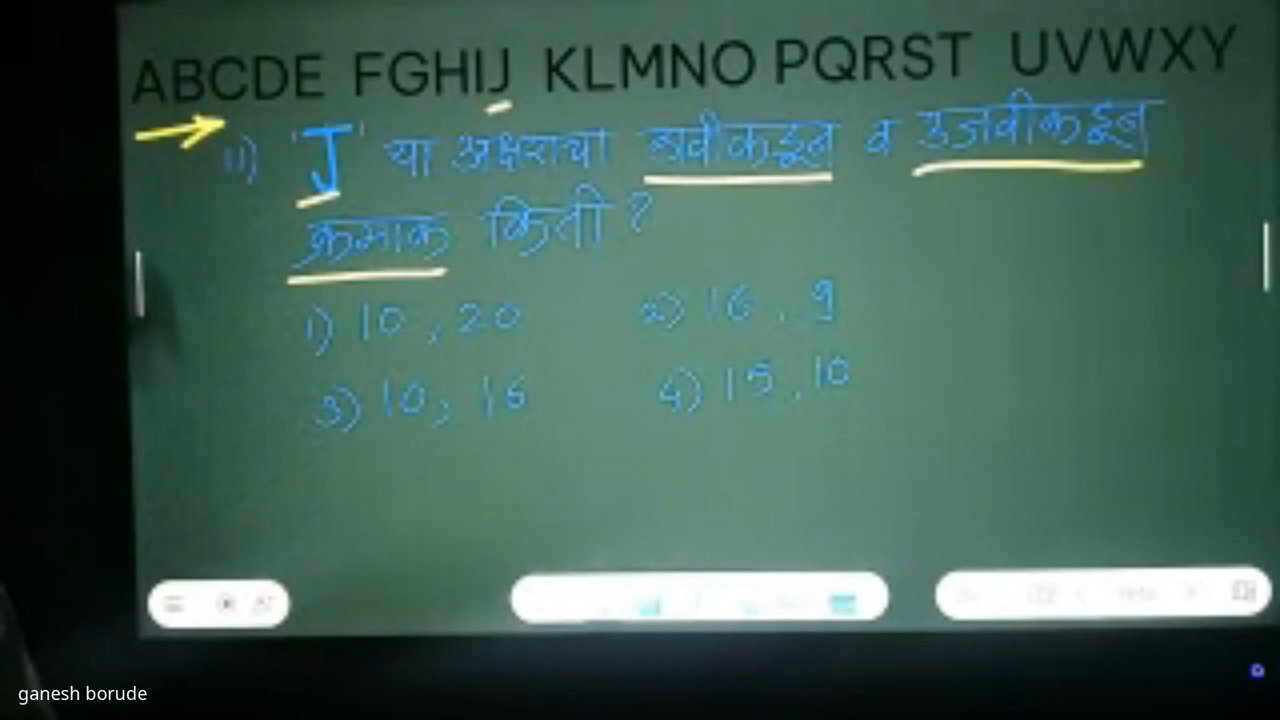 ABCDE FGHIJ KLMNO PQRST UVWXY
11) 'J' या अक्षराचा डावीकडून व उजवीकडून
क्रमांक किती ?
1) 10, 20 2) 16, 9
3) 10, 16 4) 15, 10
ganesh borude